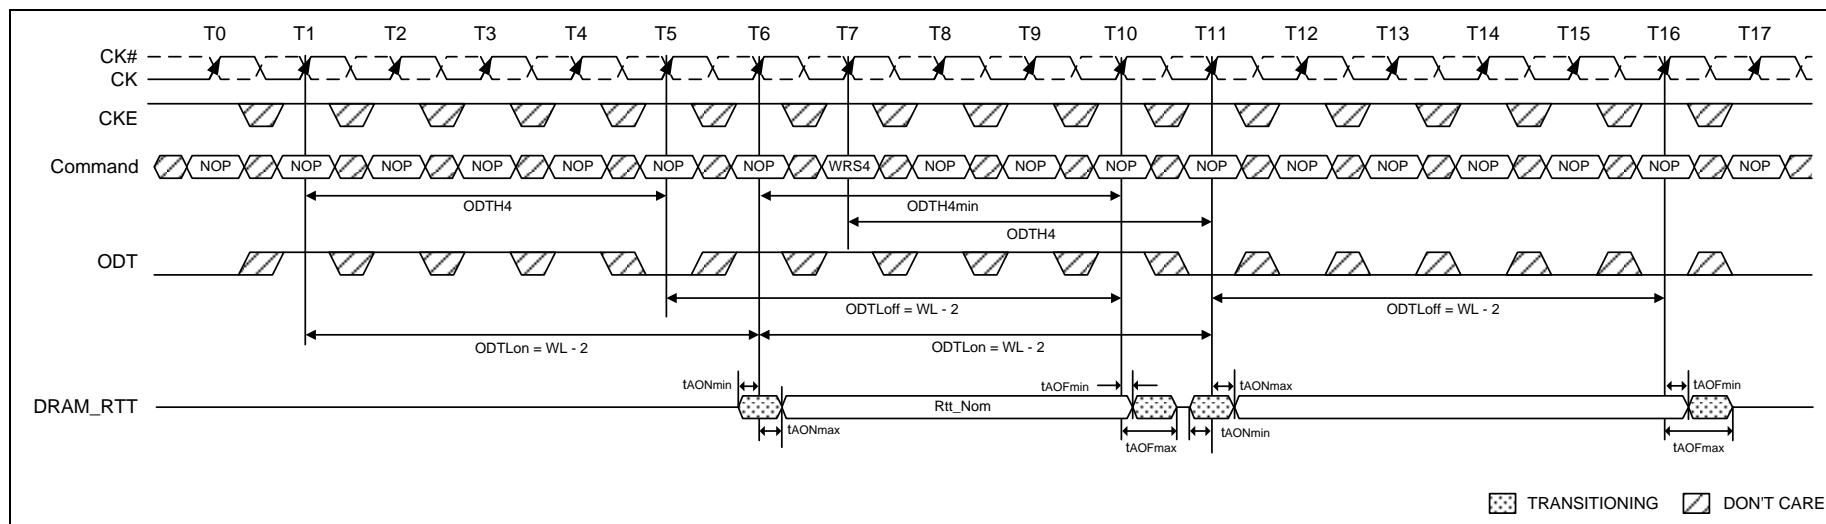 T0 T1 T2 T3 T4 T5 T6 T7 T8 T9 T10 T11 T12 T13 T14 T15 T16 T17
CK#
CK
CKE
Command NOP NOP NOP NOP NOP NOP NOP WRS4 NOP NOP NOP NOP NOP NOP NOP NOP NOP NOP
ODTH4 ODTH4min
ODTH4
ODT
ODTLoff = WL - 2 ODTLoff = WL - 2
ODTLon = WL - 2 ODTLon = WL - 2
tAONmin tAOFmin tAONmax tAOFmin
DRAM_RTT Rtt_Nom
tAONmax tAOFmax tAONmin tAOFmax
TRANSITIONING DON'T CARE